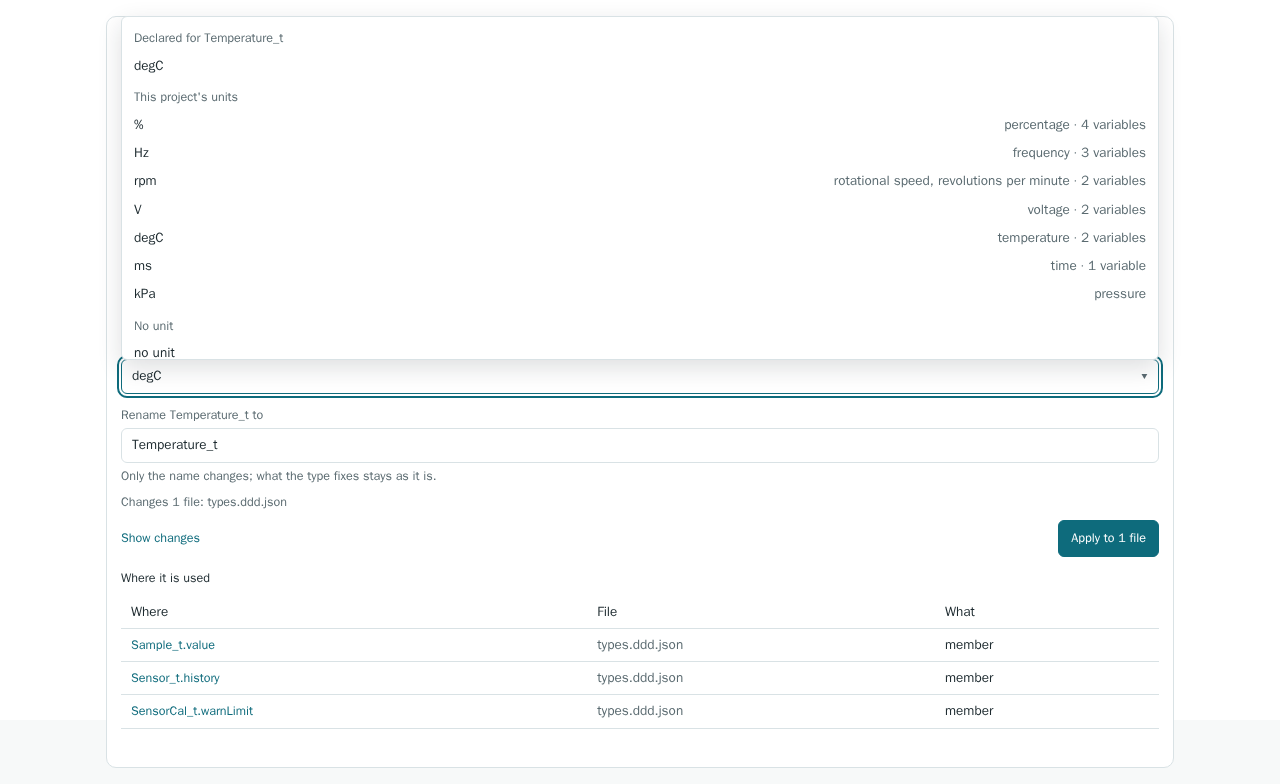 Declared for Temperature_t
degC
This project's units
% percentage · 4 variables
Hz frequency · 3 variables
rpm rotational speed, revolutions per minute · 2 variables
V voltage · 2 variables
degC temperature · 2 variables
ms time · 1 variable
kPa pressure
No unit
no unit
degC
Rename Temperature_t to
Temperature_t
Only the name changes; what the type fixes stays as it is.
Changes 1 file: types.ddd.json
Show changes Apply to 1 file
Where it is used
Where File What
Sample_t.value types.ddd.json member
Sensor_t.history types.ddd.json member
SensorCal_t.warnLimit types.ddd.json member